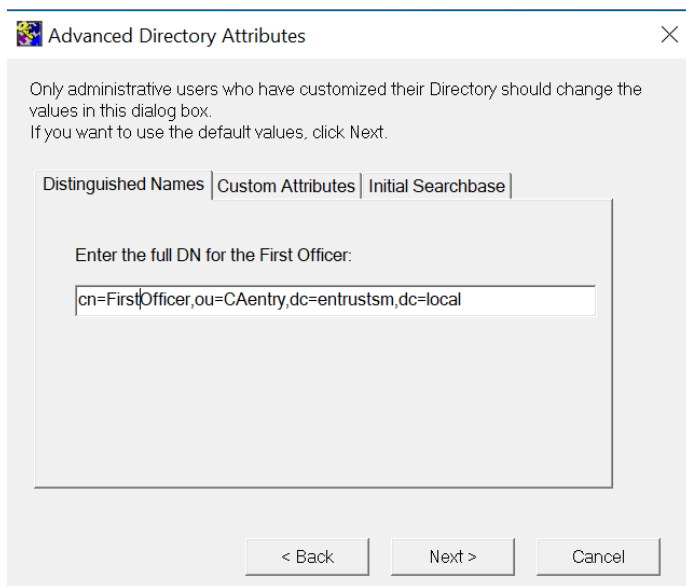 Advanced Directory Attributes
Only administrative users who have customized their Directory should change the
values in this dialog box.
If you want to use the default values, click Next.
Distinguished Names Custom Attributes Initial Searchbase
Enter the full DN for the First Officer:
cn=FirstOfficer,ou=CAentry,dc=entrustsm,dc=local
< Back Next > Cancel